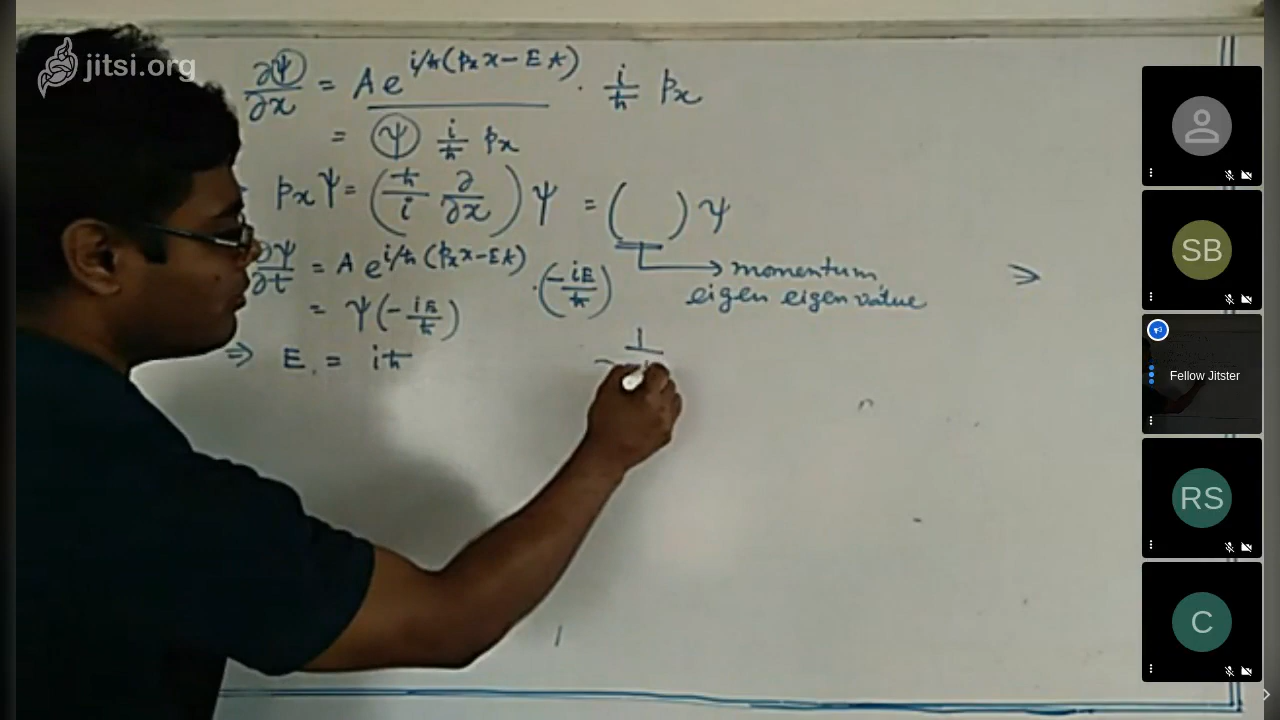 jitsi.org
∂Ψ/∂x = A e^{i/ħ(pₓx − Et)} · i/ħ pₓ
= Ψ i/ħ pₓ
pₓΨ = (ħ/i ∂/∂x) Ψ = ( ) Ψ
→ momentum,
eigen eigen value
⇒
∂Ψ/∂t = A e^{i/ħ(pₓx − Et)} · (−iE/ħ)
= Ψ(−iE/ħ)
⇒ E = iħ
1
SB
Fellow Jitster
RS
C